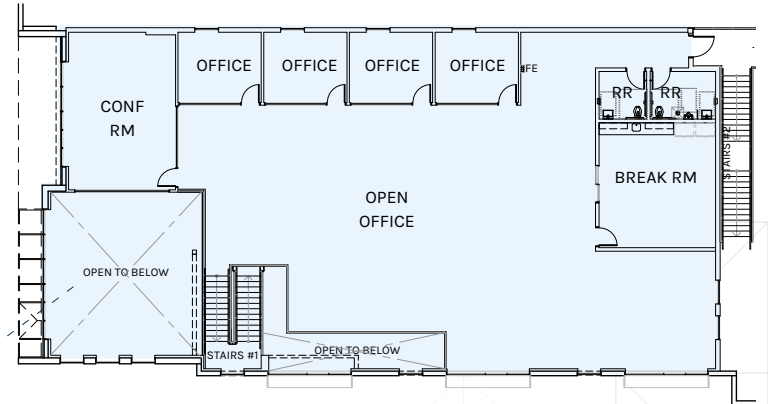 OFFICE
OFFICE
OFFICE
OFFICE
FE
RR
RR
CONF
RM
STAIRS #2
BREAK RM
OPEN
OFFICE
OPEN TO BELOW
STAIRS #1
OPEN TO BELOW